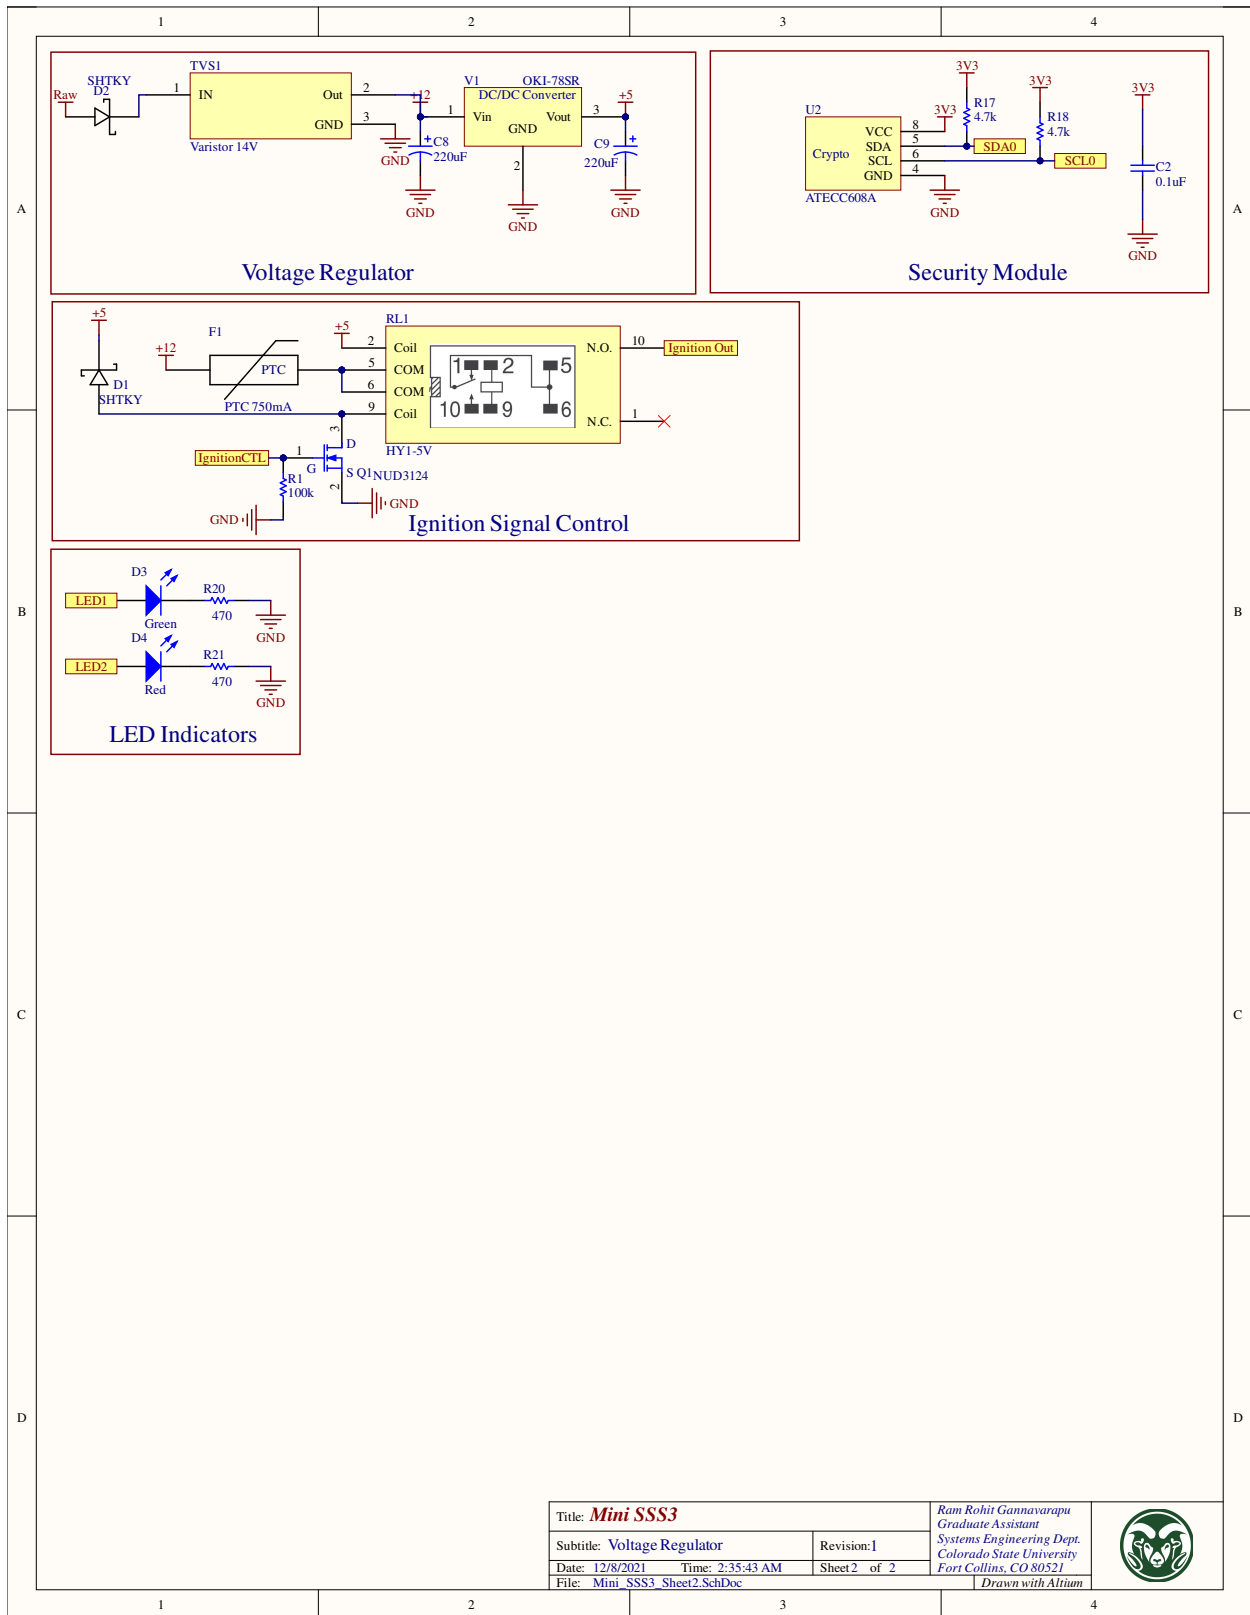 1 2 3 4
A A
B B
C C
D D
TVS1
SHTKY
D2
Raw
1 IN
Out 2
GND 3
Varistor 14V
GND
+12
C8
220uF
GND
V1 OKI-78SR
DC/DC Converter
1 Vin
Vout 3
GND
2
GND
+5
C9
220uF
GND
Voltage Regulator
U2
Crypto
VCC 8
SDA 5
SCL 6
GND 4
ATECC608A
3V3
GND
3V3
R17
4.7k
SDA0
3V3
R18
4.7k
SCL0
3V3
C2
0.1uF
GND
Security Module
+5
D1
SHTKY
+12
F1
PTC
PTC 750mA
+5
RL1
2 Coil
5 COM
6 COM
9 Coil
1 2 5
10 9 6
N.O. 10
Ignition Out
N.C. 1
HY1-5V
IgnitionCTL
1
G
3
D
S Q1 NUD3124
2
R1
100k
GND
GND
Ignition Signal Control
D3
LED1
Green
R20
470
GND
D4
LED2
Red
R21
470
GND
LED Indicators
Title: Mini SSS3
Subtitle: Voltage Regulator
Revision:1
Date: 12/8/2021 Time: 2:35:43 AM
Sheet 2 of 2
File: Mini_SSS3_Sheet2.SchDoc
Ram Rohit Gannavarapu
Graduate Assistant
Systems Engineering Dept.
Colorado State University
Fort Collins, CO 80521
Drawn with Altium
1 2 3 4